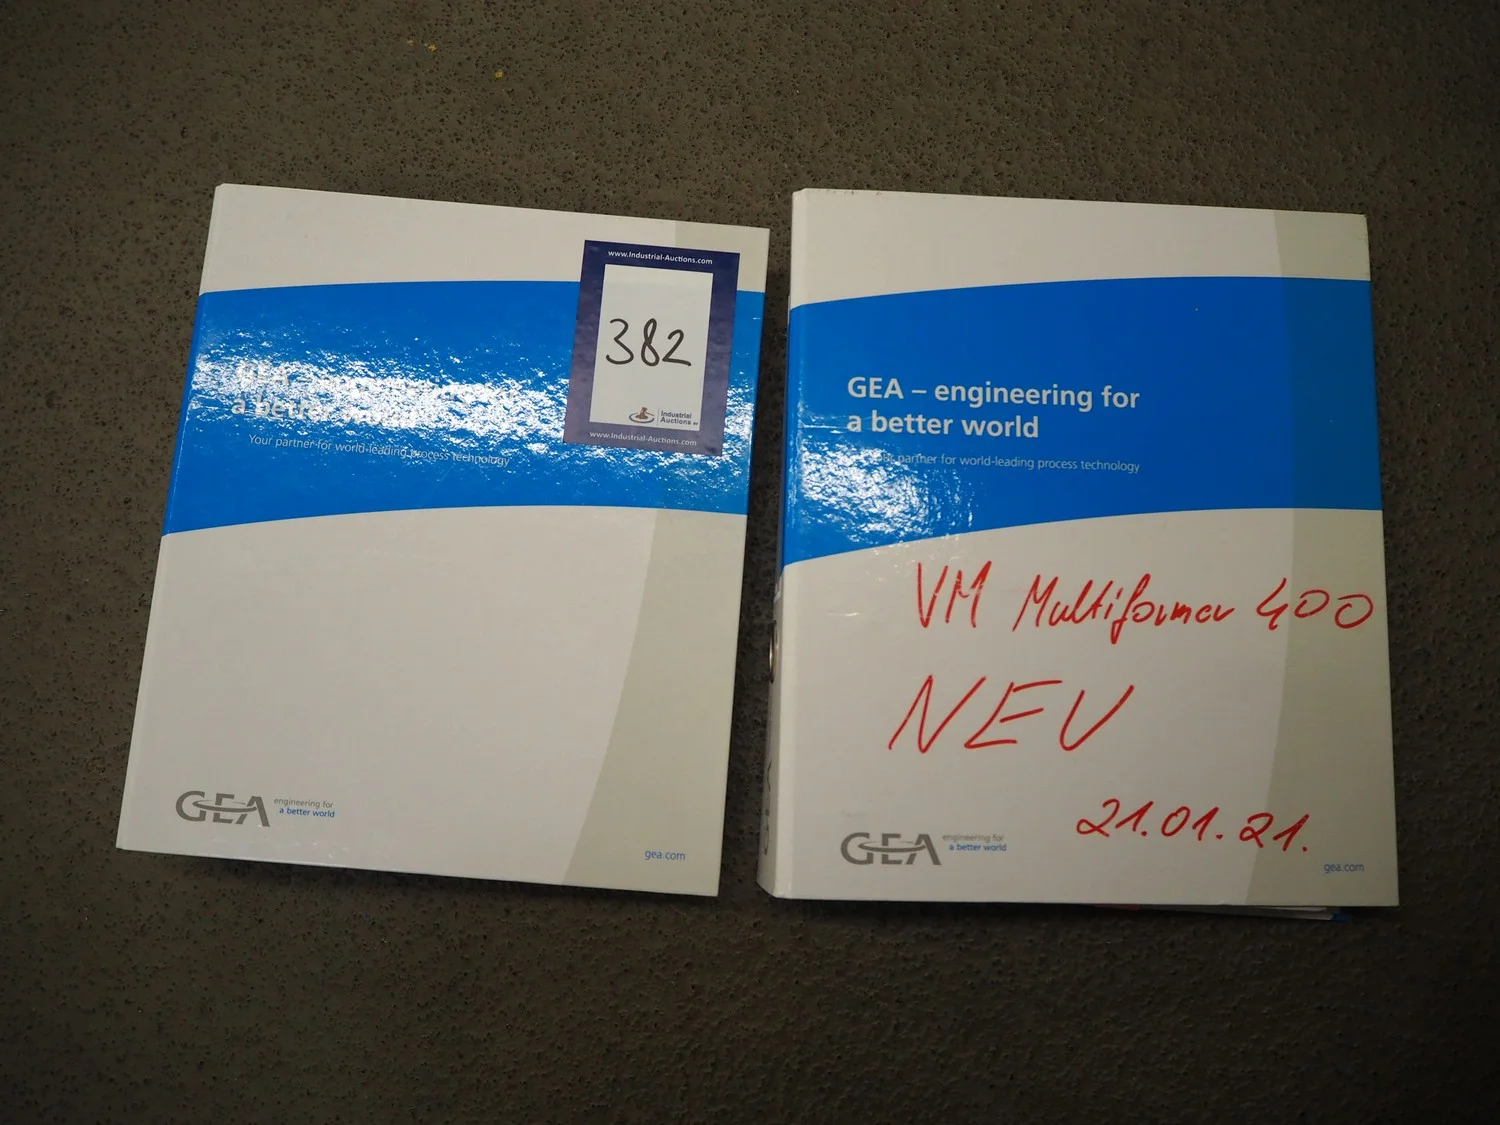 www.Industrial-Auctions.com
382
Industrial
Auctions BV
www.Industrial-Auctions.com
a better
Your partner for world-leading process technology
GEA engineering for
a better world
gea.com
GEA – engineering for
a better world
partner for world-leading process technology
VM Multiformer 400
NEU
21.01.21.
GEA engineering for
a better world
gea.com